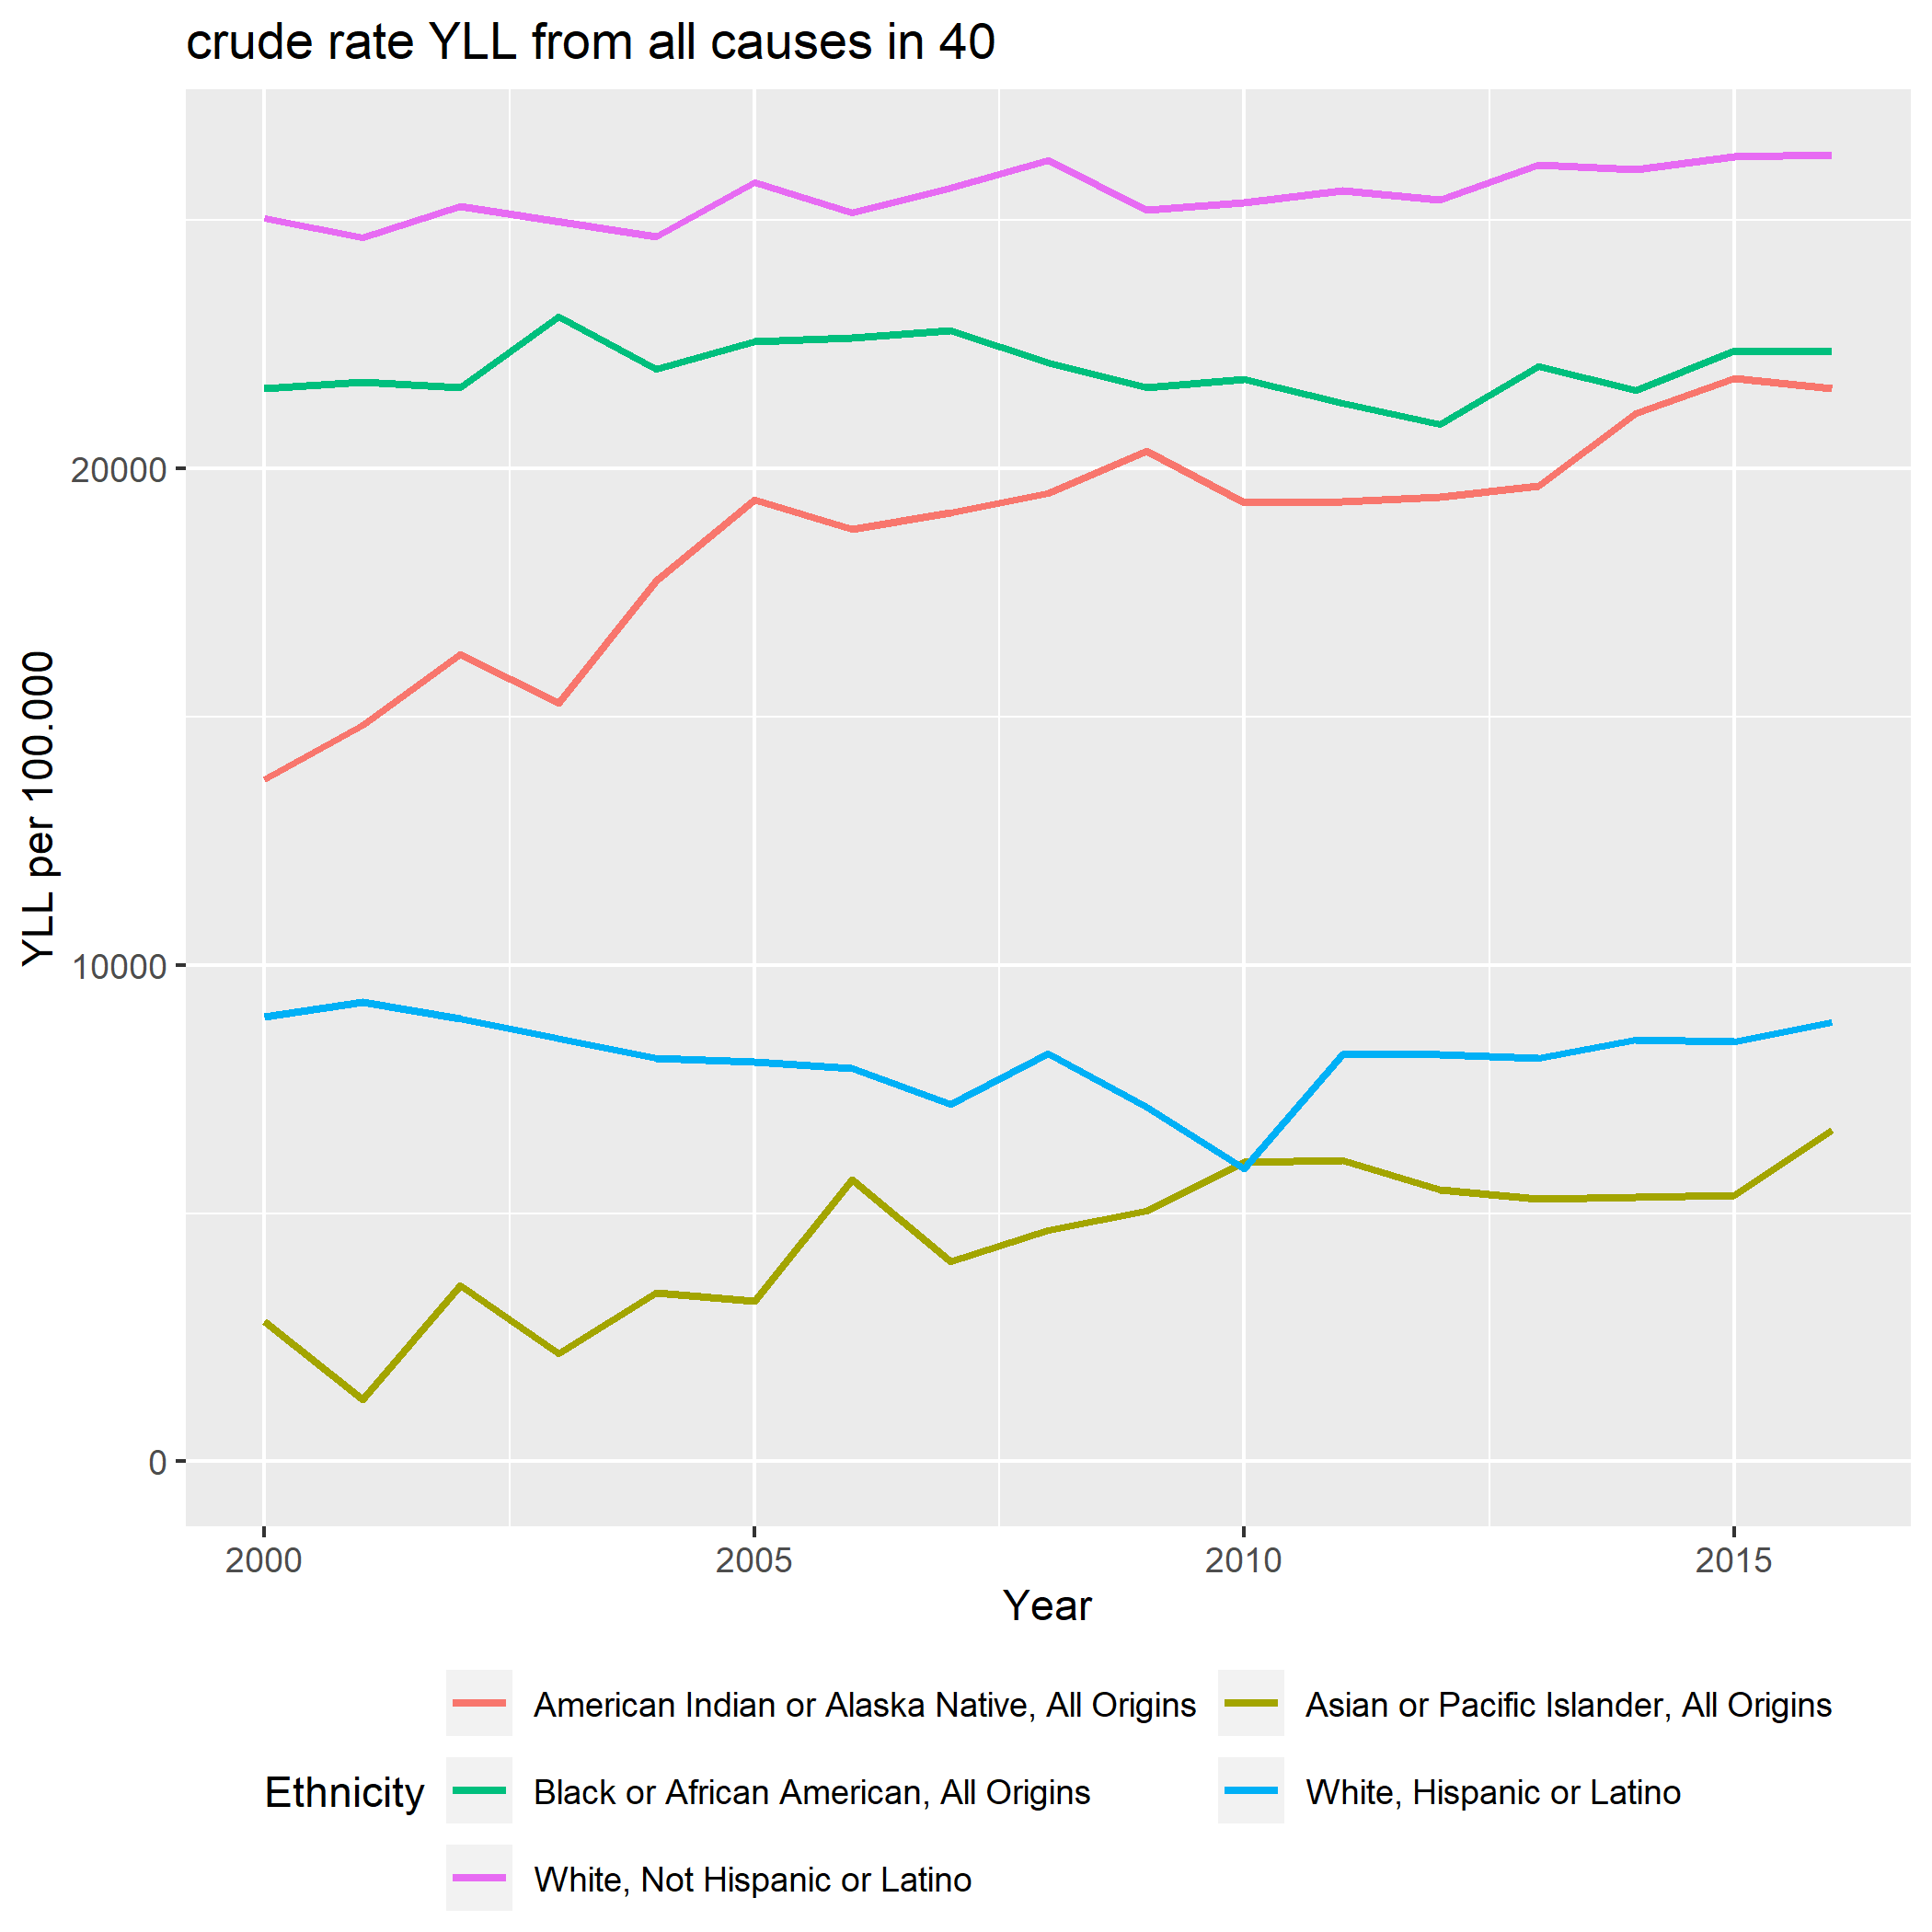 crude rate YLL from all causes in 40
YLL per 100.000
20000
10000
0
2000 2005 2010 2015
Year
Ethnicity
American Indian or Alaska Native, All Origins
Asian or Pacific Islander, All Origins
Black or African American, All Origins
White, Hispanic or Latino
White, Not Hispanic or Latino